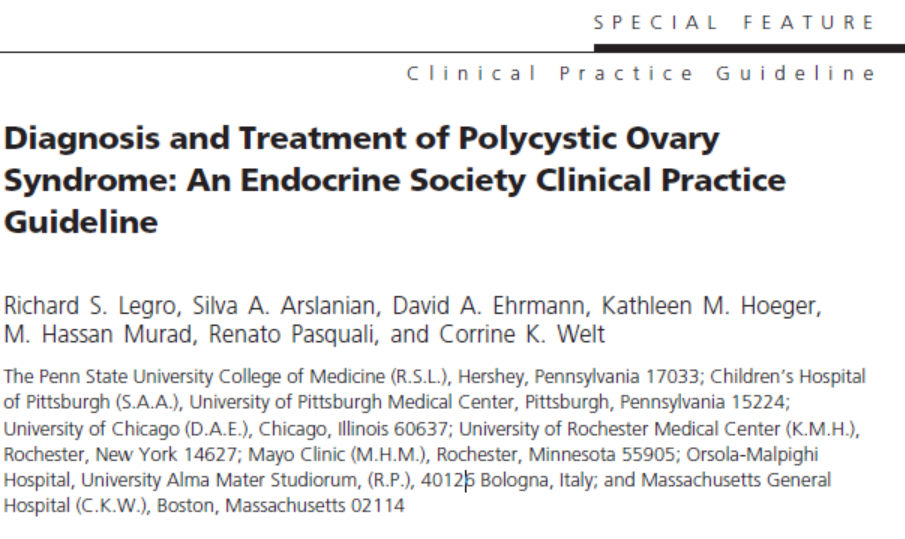 SPECIAL FEATURE
Clinical Practice Guideline
Diagnosis and Treatment of Polycystic Ovary
Syndrome: An Endocrine Society Clinical Practice
Guideline
Richard S. Legro, Silva A. Arslanian, David A. Ehrmann, Kathleen M. Hoeger,
M. Hassan Murad, Renato Pasquali, and Corrine K. Welt
The Penn State University College of Medicine (R.S.L.), Hershey, Pennsylvania 17033; Children's Hospital
of Pittsburgh (S.A.A.), University of Pittsburgh Medical Center, Pittsburgh, Pennsylvania 15224;
University of Chicago (D.A.E.), Chicago, Illinois 60637; University of Rochester Medical Center (K.M.H.),
Rochester, New York 14627; Mayo Clinic (M.H.M.), Rochester, Minnesota 55905; Orsola-Malpighi
Hospital, University Alma Mater Studiorum, (R.P.), 40126 Bologna, Italy; and Massachusetts General
Hospital (C.K.W.), Boston, Massachusetts 02114